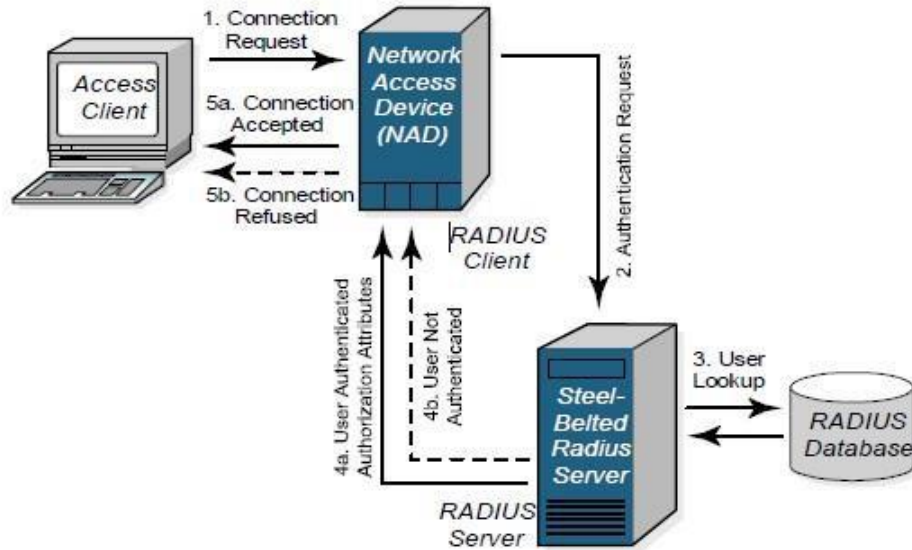 1. Connection
Request
Access
Client
Network
Access
Device
(NAD)
5a. Connection
Accepted
5b. Connection
Refused
RADIUS
Client
2. Authentication Request
4a. User Authenticated
Authorization Attributes
4b. User Not
Authenticated
3. User
Lookup
Steel-
Belted
Radius
Server
RADIUS
Database
RADIUS
Server